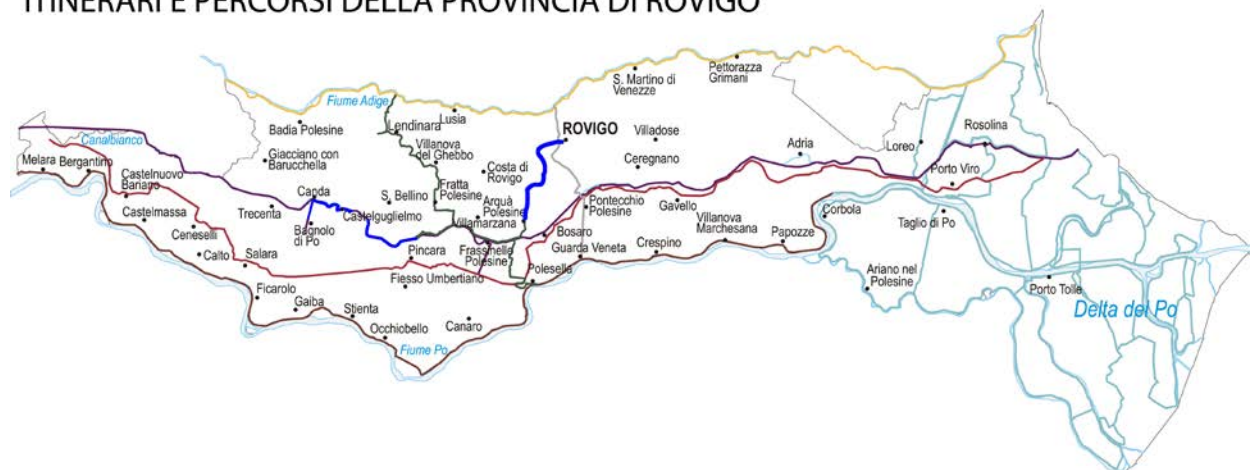 ITINERARI E PERCORSI DELLA PROVINCIA DI ROVIGO
Pettorazza
Grimani
S. Martino di
Venezze
Fiume Adige
Lusia
Badia Polesine
Lendinara
ROVIGO
Villadose
Rosolina
Canalbianco
Villanova
del Ghebbo
Loreo
Adria
Giacciano con
Barucchella
Ceregnano
Melara
Bergantino
Costa di
Rovigo
Porto Viro
Castelnuovo
Bariano
Canda
S. Bellino
Fratta
Polesine
Arquà
Polesine
Pontecchio
Polesine
Gavello
Trecenta
Castelmassa
Castelguglielmo
Villamarzana
Villanova
Marchesana
Corbola
Taglio di Po
Ceneselli
Bagnolo
di Po
Bosaro
Papozze
Calto
Salara
Pincara
Frassinelle
Polesine
Guarda Veneta
Crespino
Polesella
Ariano nel
Polesine
Fiesso Umbertiano
Porto Tolle
Ficarolo
Gaiba
Stienta
Delta del Po
Occhiobello
Canaro
Fiume Po